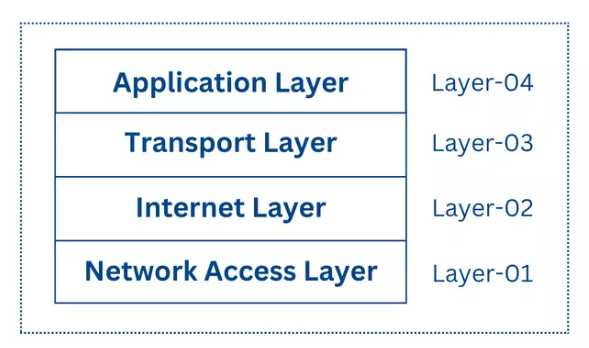 Application Layer Layer-04
Transport Layer Layer-03
Internet Layer Layer-02
Network Access Layer Layer-01